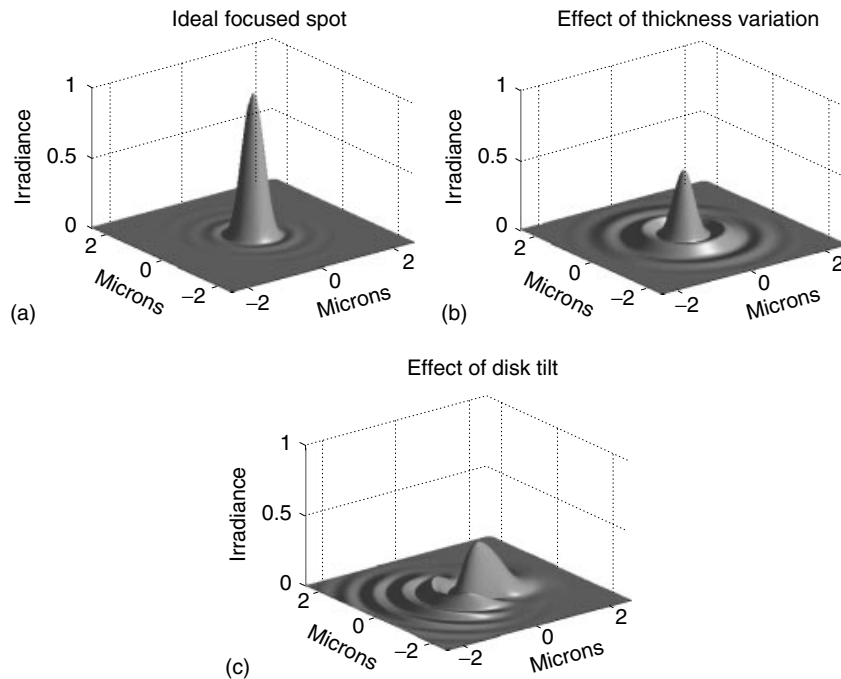 Ideal focused spot
1
0.5
0
Irradiance
2
0
−2
Microns
−2
0
2
Microns
(a)
Effect of thickness variation
1
0.5
0
Irradiance
2
0
−2
Microns
−2
0
2
Microns
(b)
Effect of disk tilt
1
0.5
0
Irradiance
2
0
−2
Microns
−2
0
2
Microns
(c)